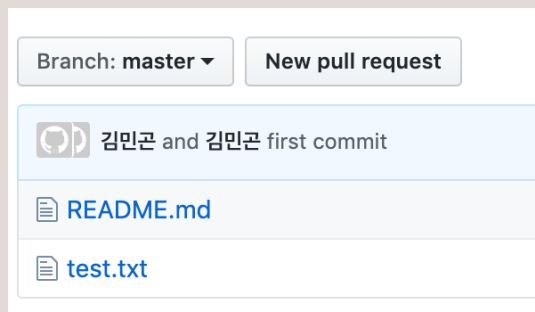 Branch: master New pull request
김민곤 and 김민곤 first commit
README.md
test.txt